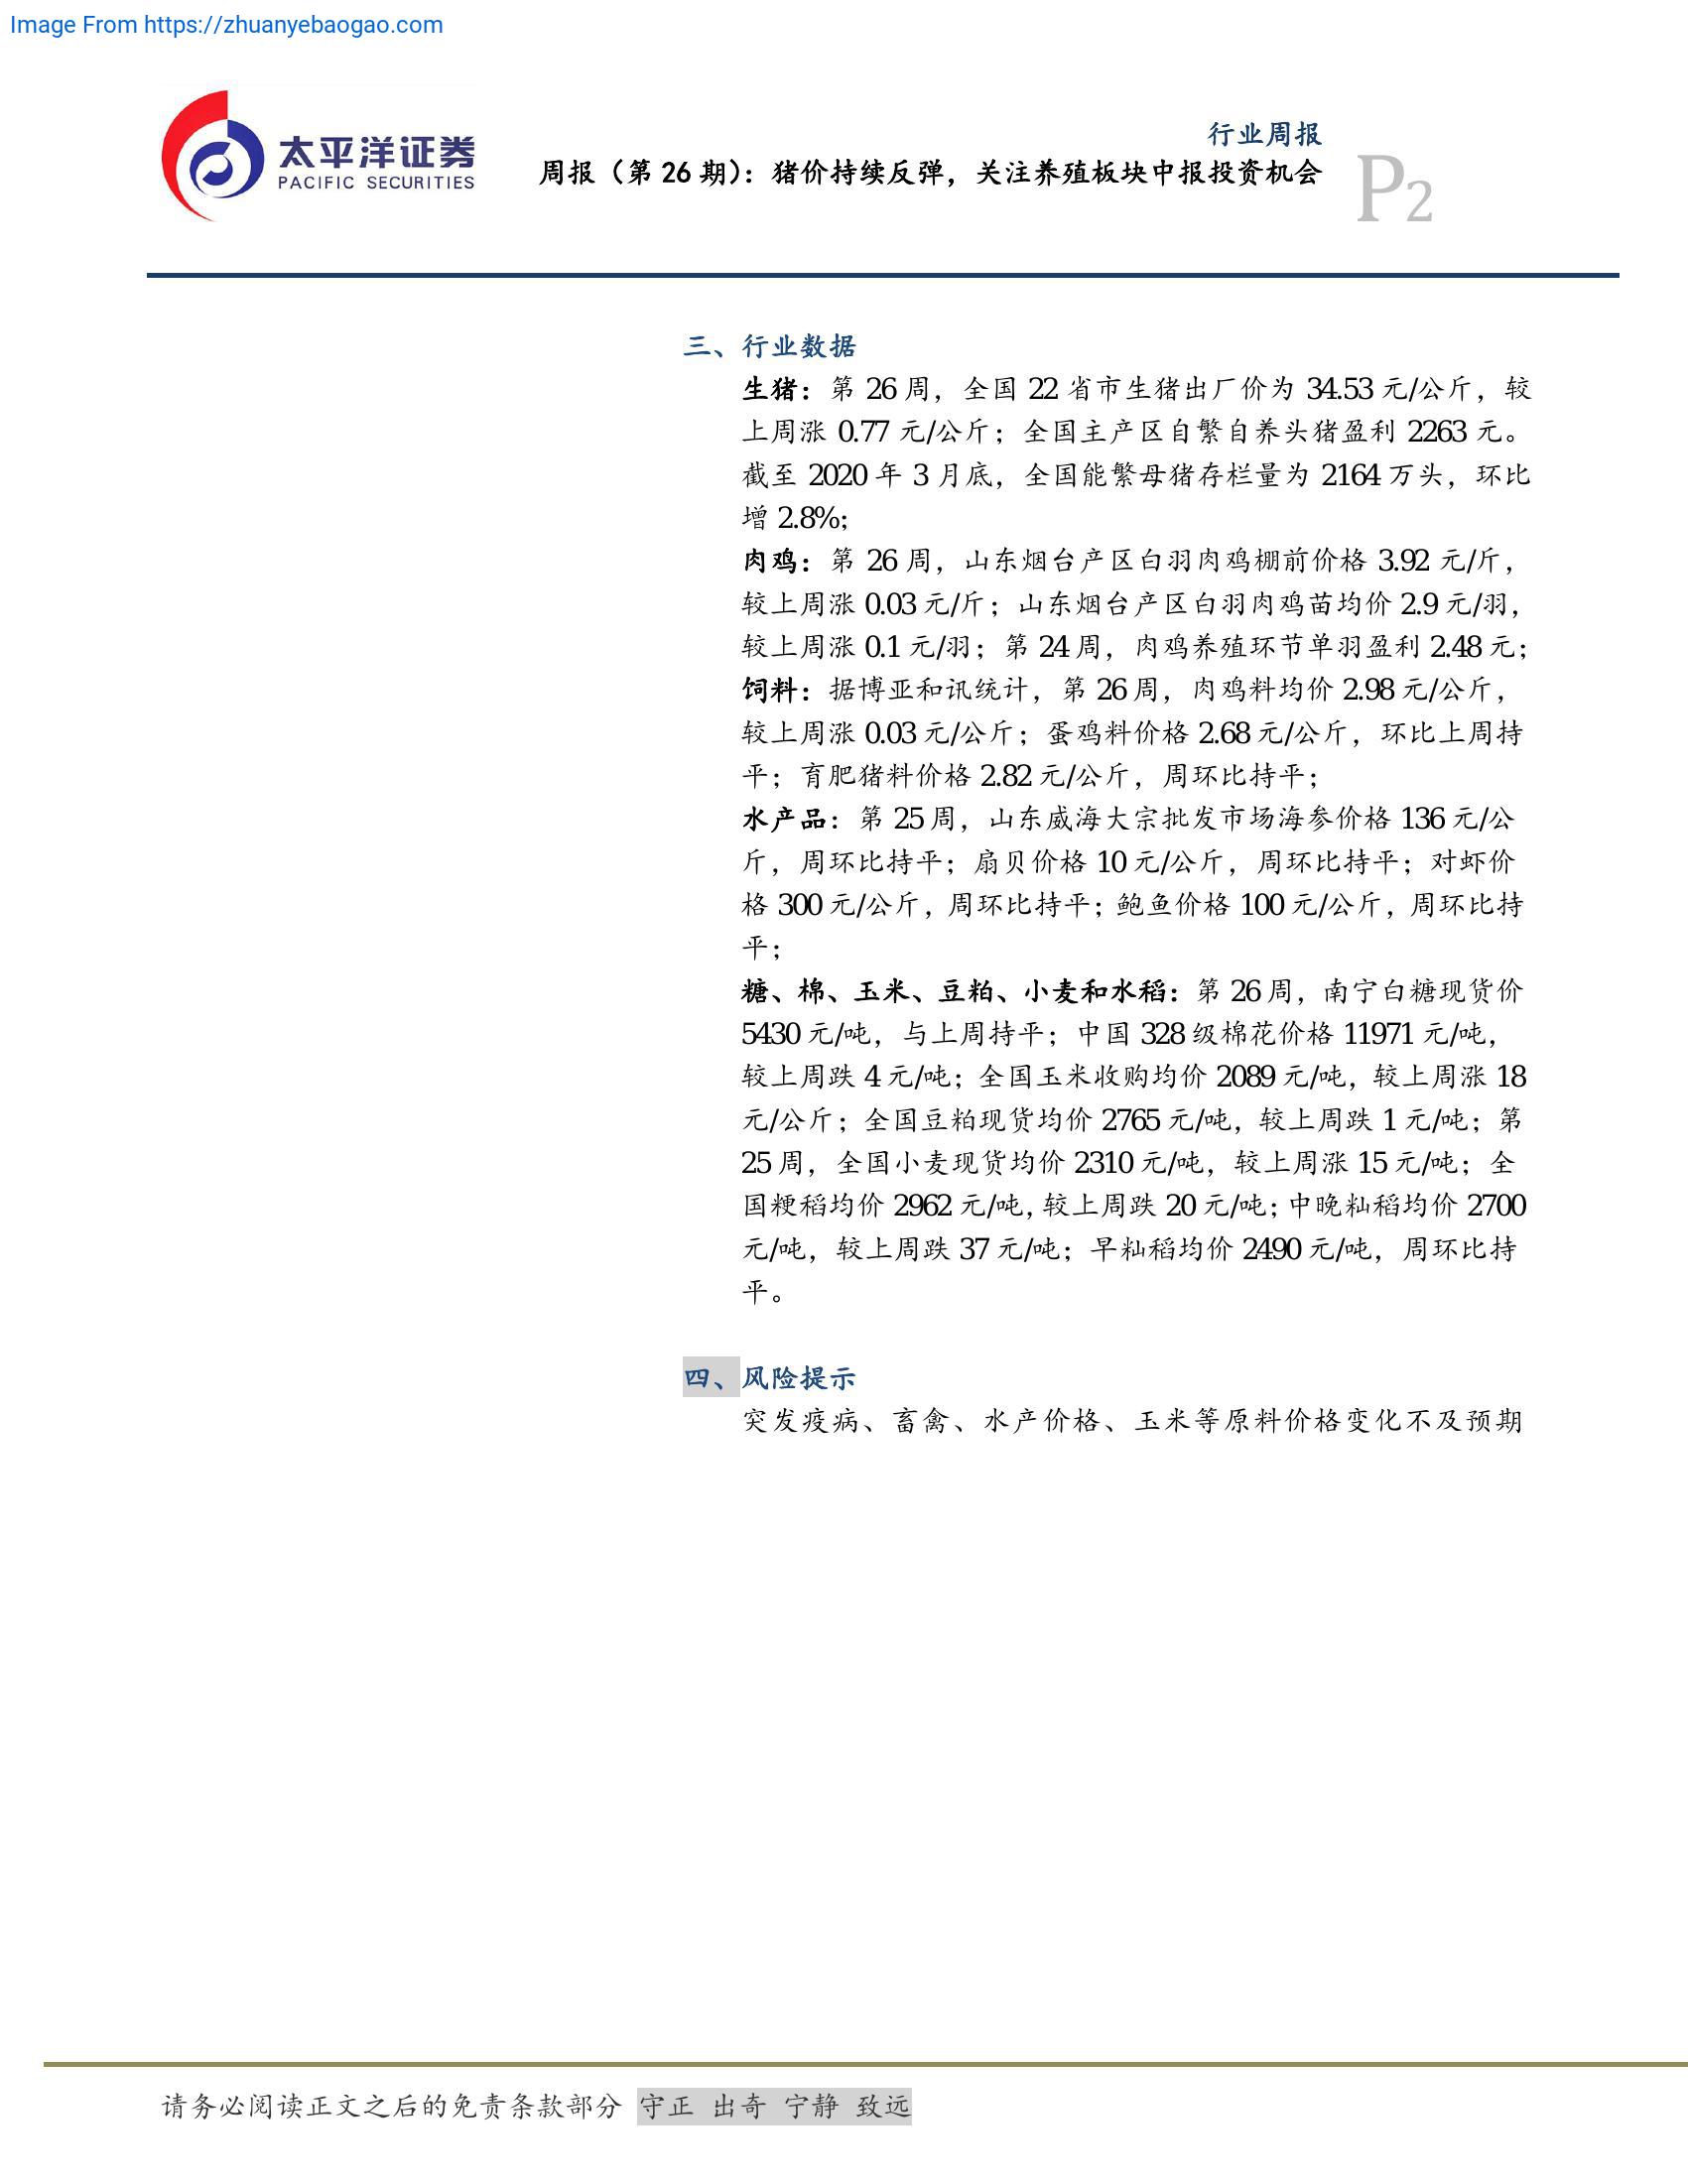 Image From https://zhuanyebaogao.com
太平洋证券
PACIFIC SECURITIES
行业周报
周报（第 26 期）：猪价持续反弹，关注养殖板块中报投资机会
P2
三、行业数据
生猪：第 26 周，全国 22 省市生猪出厂价为 34.53 元/公斤，较
上周涨 0.77 元/公斤；全国主产区自繁自养头猪盈利 2263 元。
截至 2020 年 3 月底，全国能繁母猪存栏量为 2164 万头，环比
增 2.8%；
肉鸡：第 26 周，山东烟台产区白羽肉鸡棚前价格 3.92 元/斤，
较上周涨 0.03 元/斤；山东烟台产区白羽肉鸡苗均价 2.9 元/羽，
较上周涨 0.1 元/羽；第 24 周，肉鸡养殖环节单羽盈利 2.48 元；
饲料：据博亚和讯统计，第 26 周，肉鸡料均价 2.98 元/公斤，
较上周涨 0.03 元/公斤；蛋鸡料价格 2.68 元/公斤，环比上周持
平；育肥猪料价格 2.82 元/公斤，周环比持平；
水产品：第 25 周，山东威海大宗批发市场海参价格 136 元/公
斤，周环比持平；扇贝价格 10 元/公斤，周环比持平；对虾价
格 300 元/公斤，周环比持平；鲍鱼价格 100 元/公斤，周环比持
平；
糖、棉、玉米、豆粕、小麦和水稻：第 26 周，南宁白糖现货价
5430 元/吨，与上周持平；中国 328 级棉花价格 11971 元/吨，
较上周跌 4 元/吨；全国玉米收购均价 2089 元/吨，较上周涨 18
元/公斤；全国豆粕现货均价 2765 元/吨，较上周跌 1 元/吨；第
25 周，全国小麦现货均价 2310 元/吨，较上周涨 15 元/吨；全
国粳稻均价 2962 元/吨，较上周跌 20 元/吨；中晚籼稻均价 2700
元/吨，较上周跌 37 元/吨；早籼稻均价 2490 元/吨，周环比持
平。
四、风险提示
突发疫病、畜禽、水产价格、玉米等原料价格变化不及预期
请务必阅读正文之后的免责条款部分 守正 出奇 宁静 致远